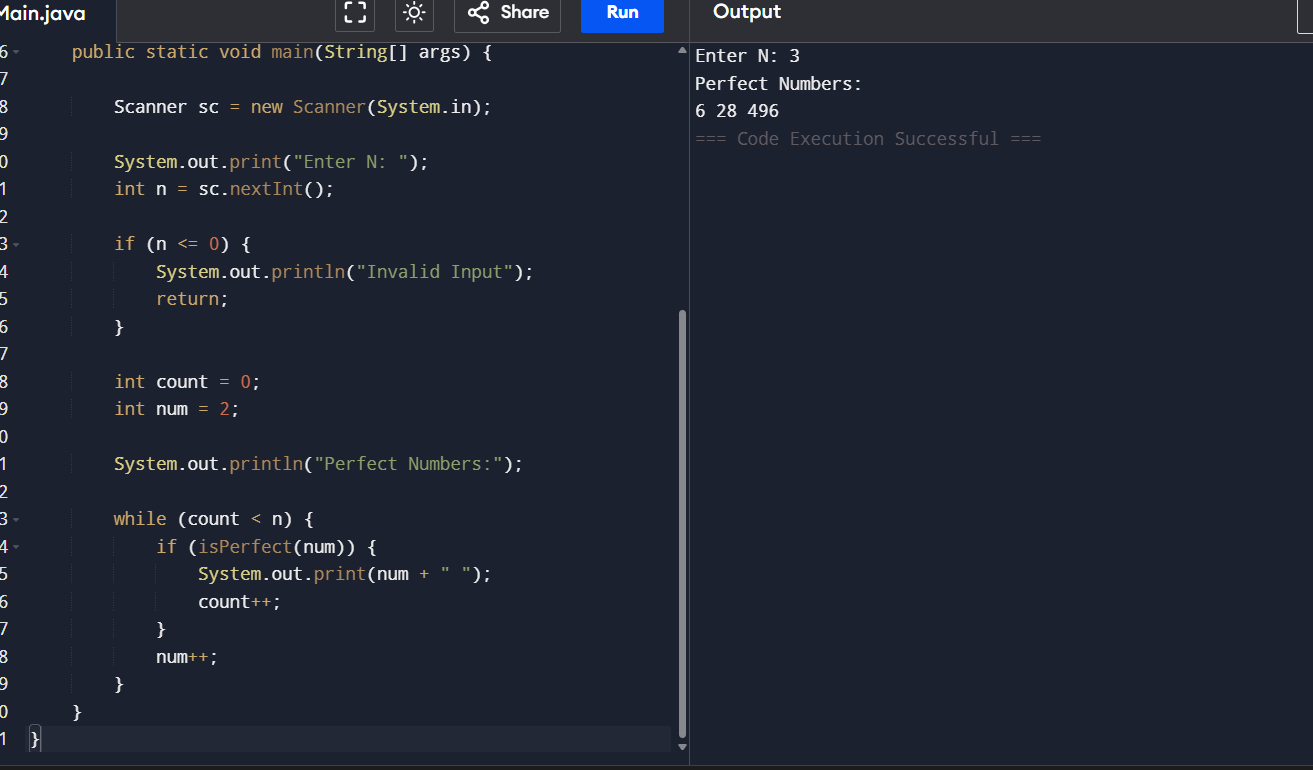 Main.java
Share
Run
Output
6 public static void main(String[] args) {
7
8 Scanner sc = new Scanner(System.in);
9
0 System.out.print("Enter N: ");
1 int n = sc.nextInt();
2
3 if (n <= 0) {
4 System.out.println("Invalid Input");
5 return;
6 }
7
8 int count = 0;
9 int num = 2;
0
1 System.out.println("Perfect Numbers:");
2
3 while (count < n) {
4 if (isPerfect(num)) {
5 System.out.print(num + " ");
6 count++;
7 }
8 num++;
9 }
0 }
1 }
Enter N: 3
Perfect Numbers:
6 28 496
=== Code Execution Successful ===